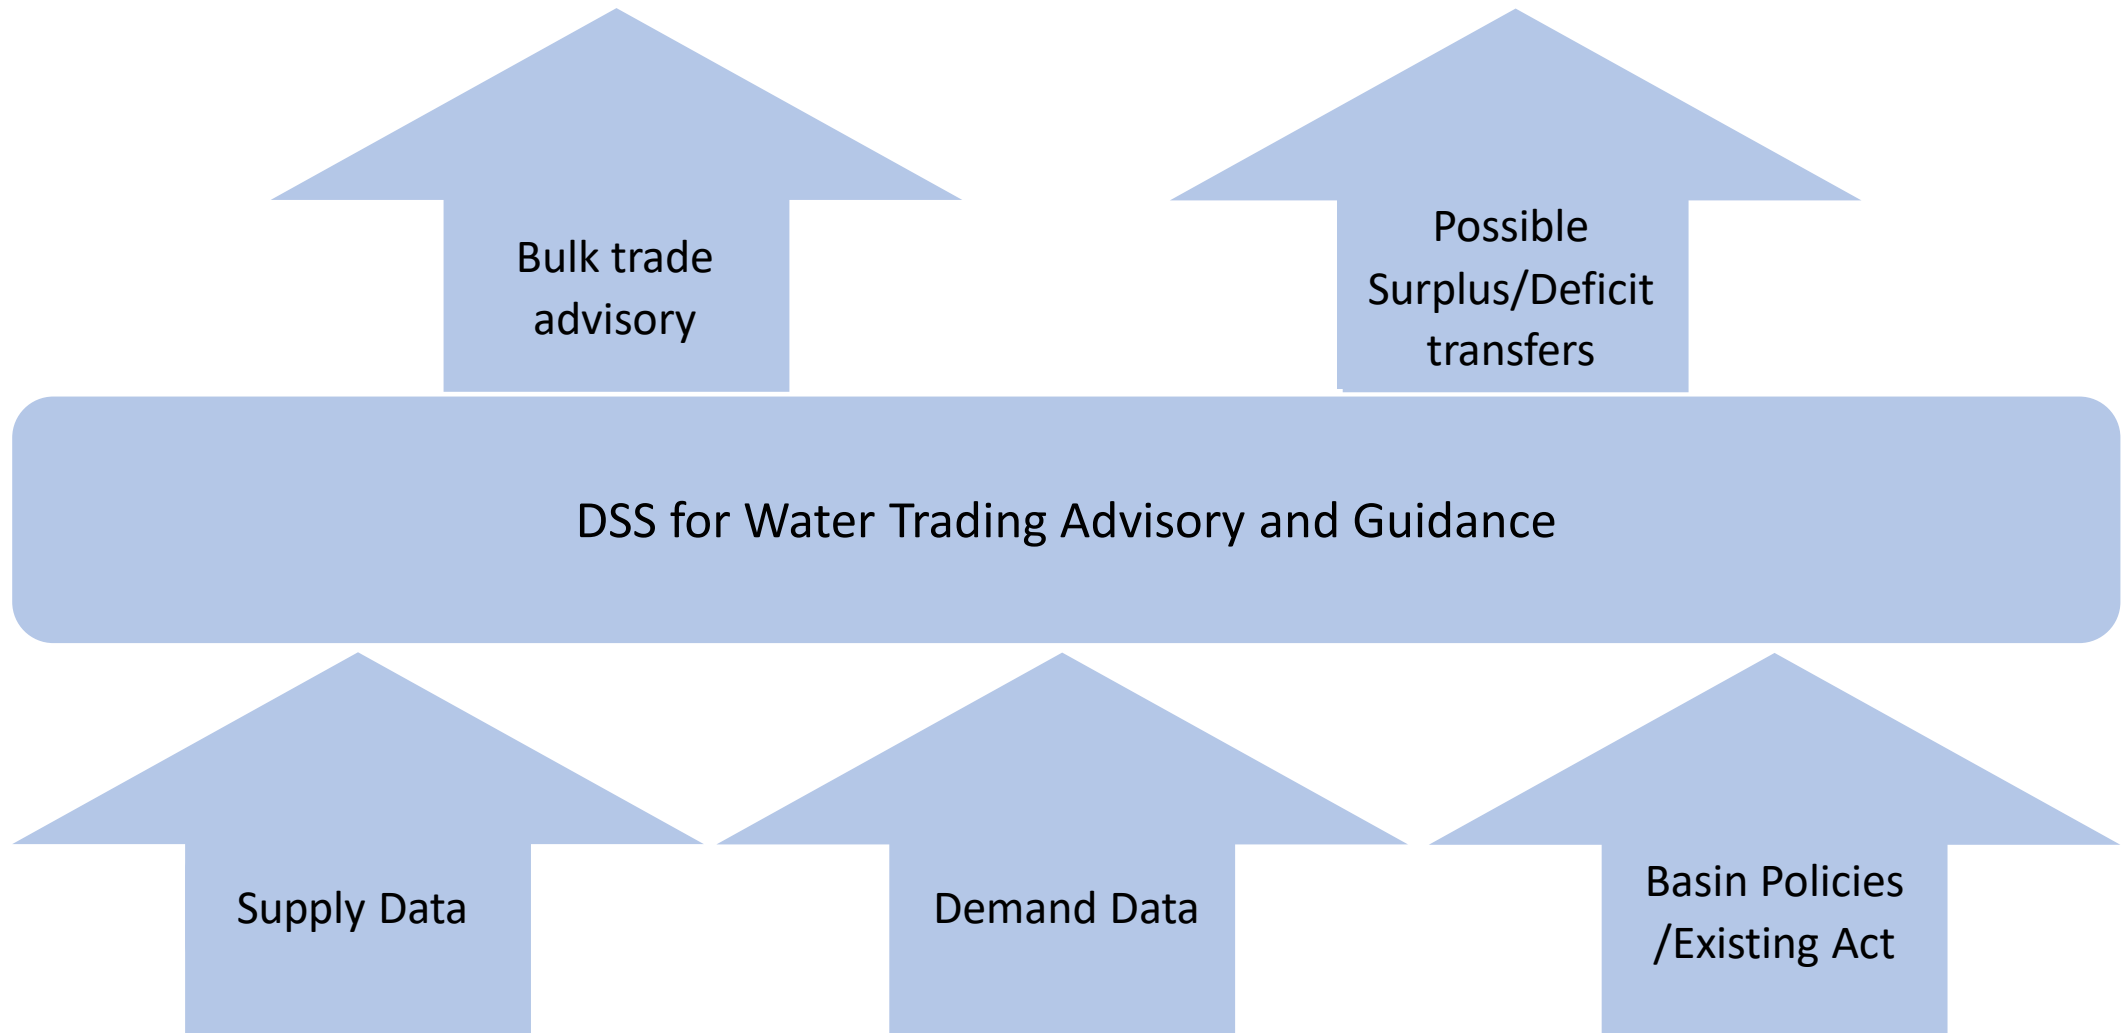 Bulk trade
advisory
Possible
Surplus/Deficit
transfers
DSS for Water Trading Advisory and Guidance
Supply Data
Demand Data
Basin Policies
/Existing Act